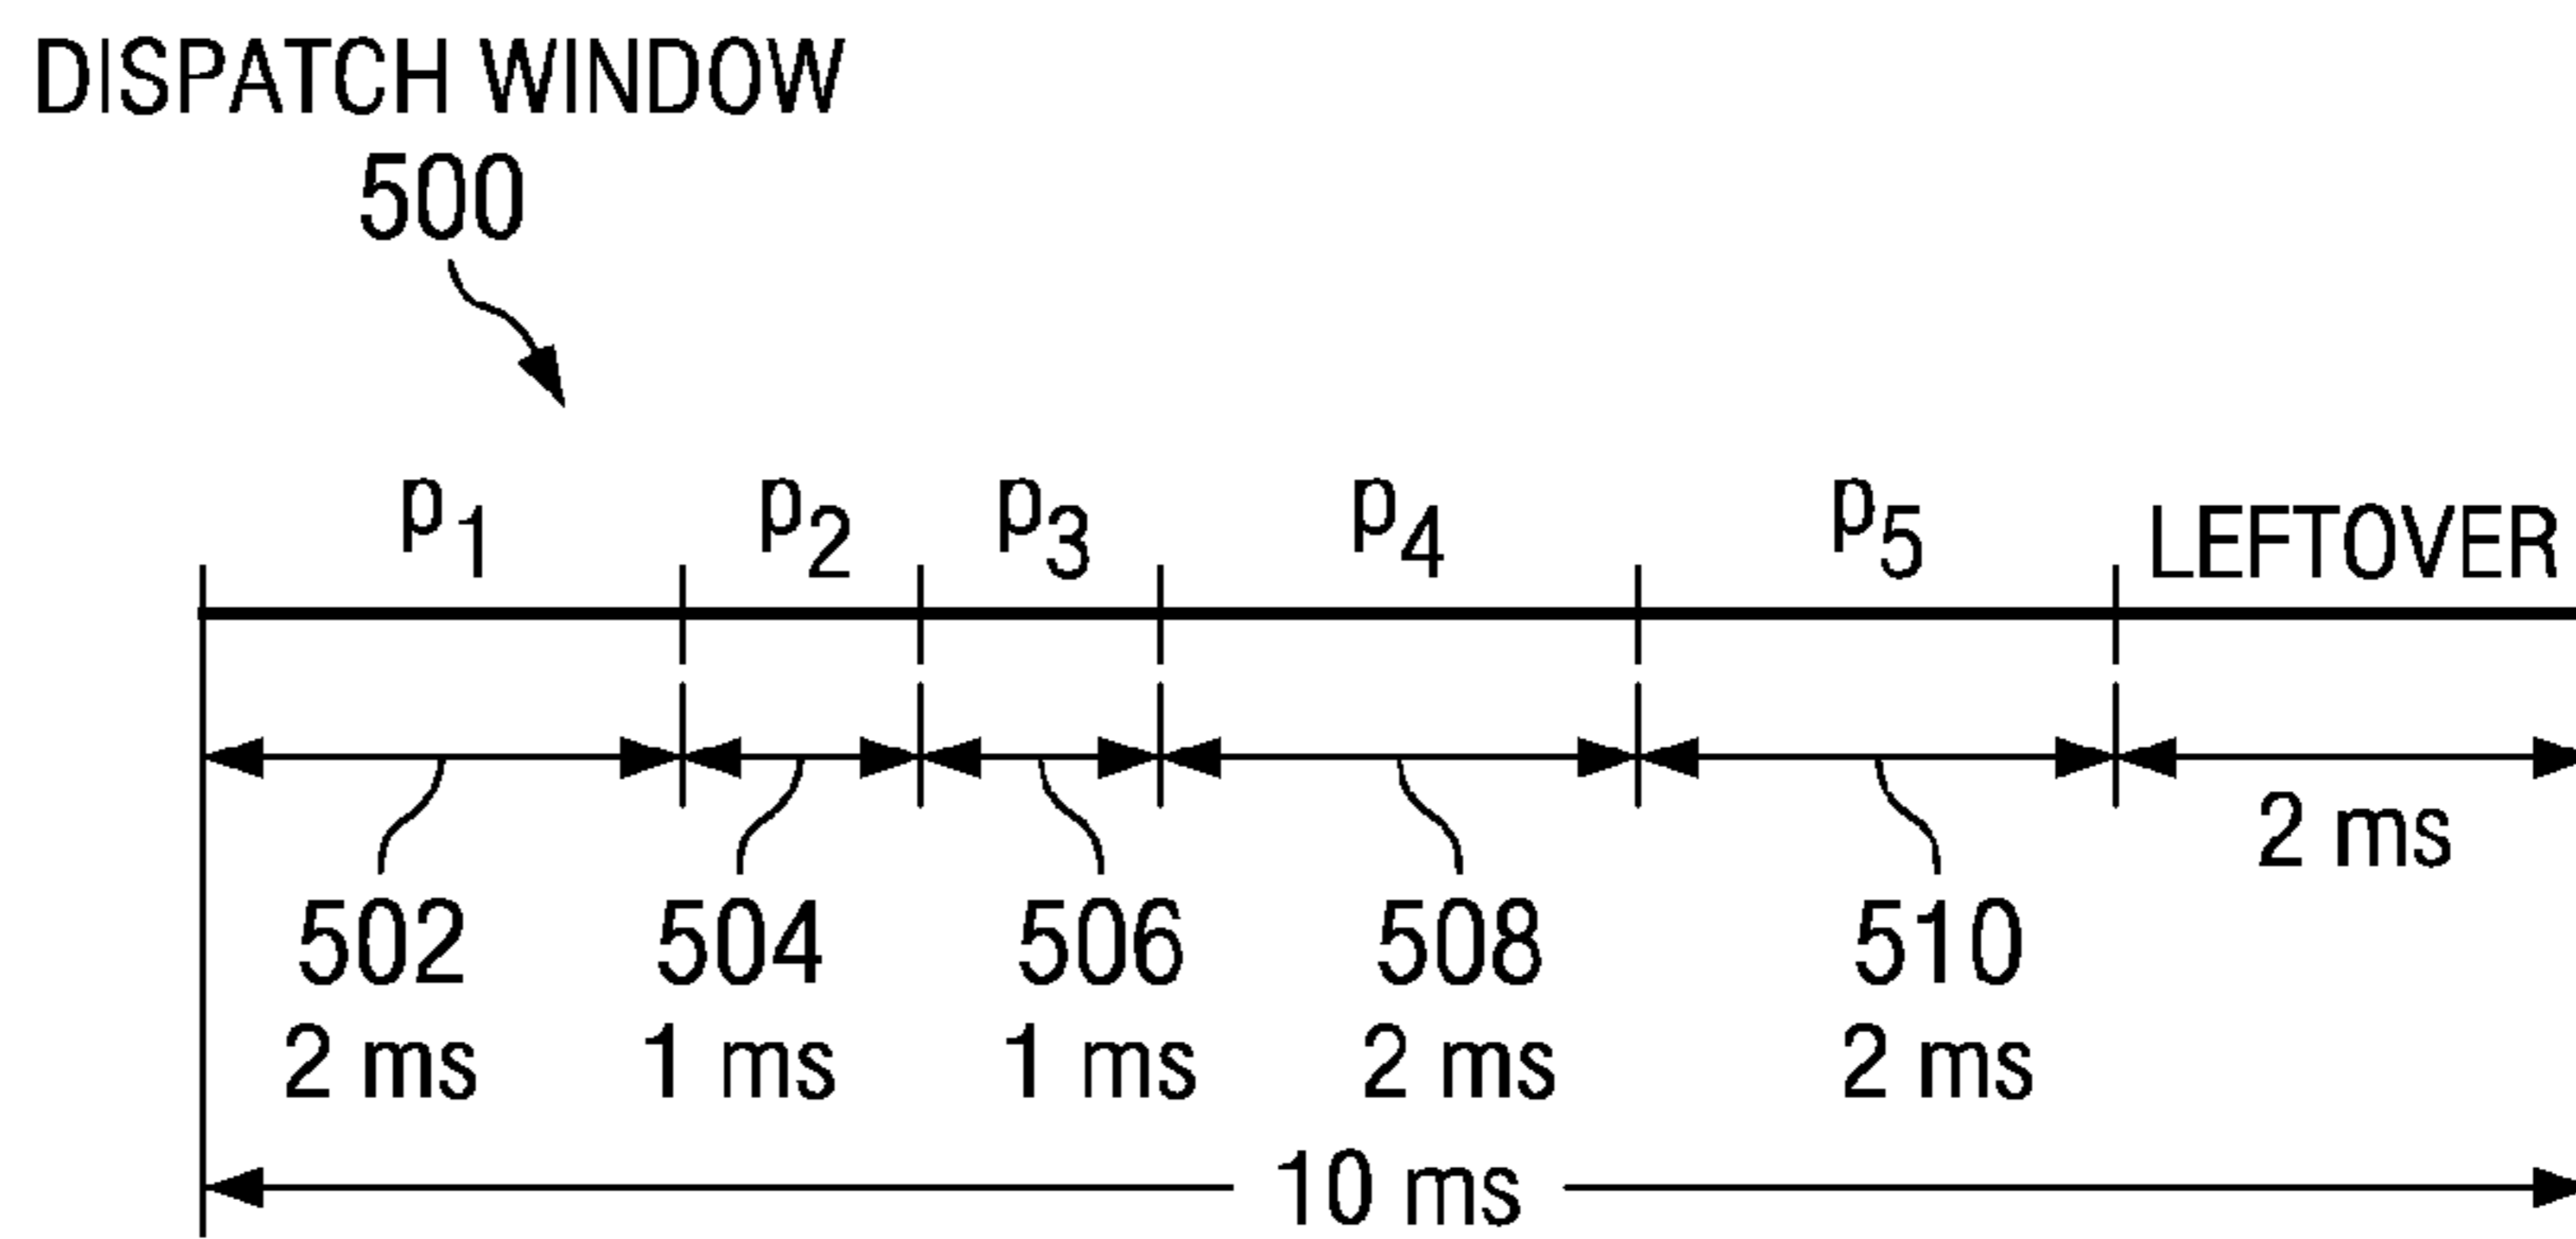 DISPATCH WINDOW
500
p1 p2 p3 p4 p5 LEFTOVER
2 ms
502 504 506 508 510
2 ms 1 ms 1 ms 2 ms 2 ms
10 ms